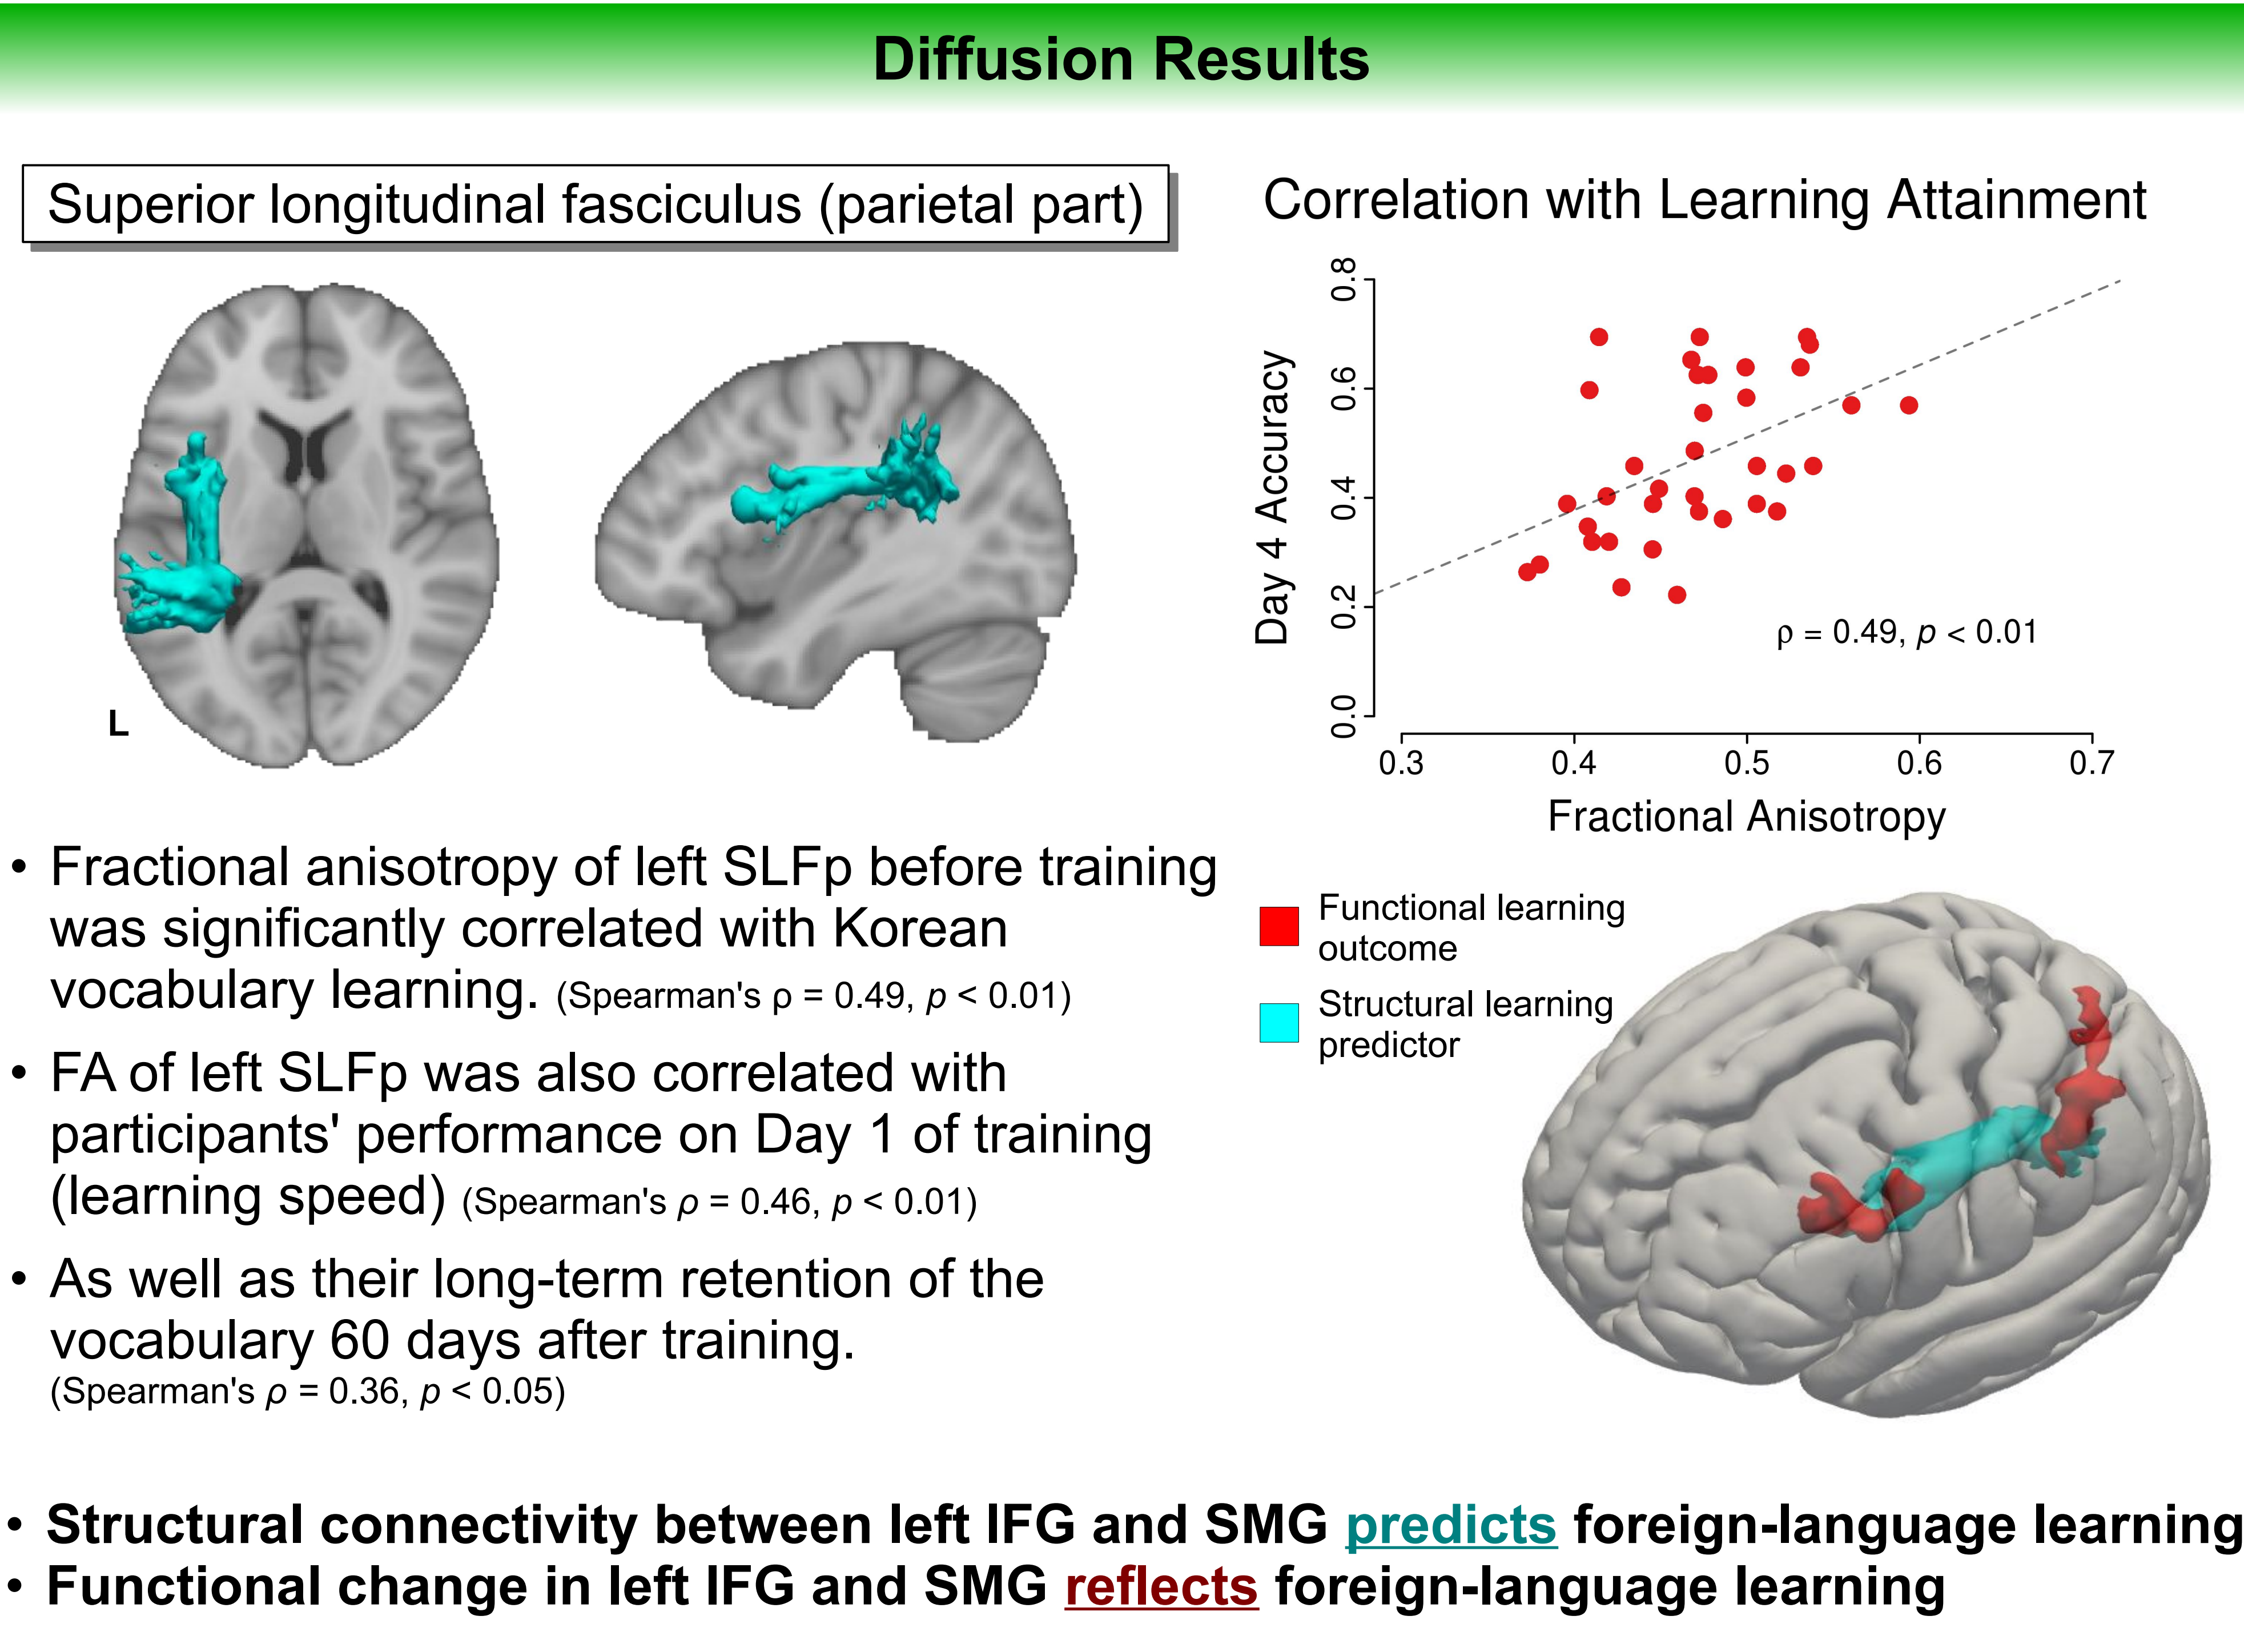 Diffusion Results
Superior longitudinal fasciculus (parietal part)
L
Correlation with Learning Attainment
Day 4 Accuracy
0.8
0.6
0.4
0.2
0.0
ρ = 0.49, p < 0.01
0.3 0.4 0.5 0.6 0.7
Fractional Anisotropy
• Fractional anisotropy of left SLFp before training
was significantly correlated with Korean
vocabulary learning. (Spearman's ρ = 0.49, p < 0.01)
• FA of left SLFp was also correlated with
participants' performance on Day 1 of training
(learning speed) (Spearman's ρ = 0.46, p < 0.01)
• As well as their long-term retention of the
vocabulary 60 days after training.
(Spearman's ρ = 0.36, p < 0.05)
Functional learning
outcome
Structural learning
predictor
• Structural connectivity between left IFG and SMG predicts foreign-language learning
• Functional change in left IFG and SMG reflects foreign-language learning